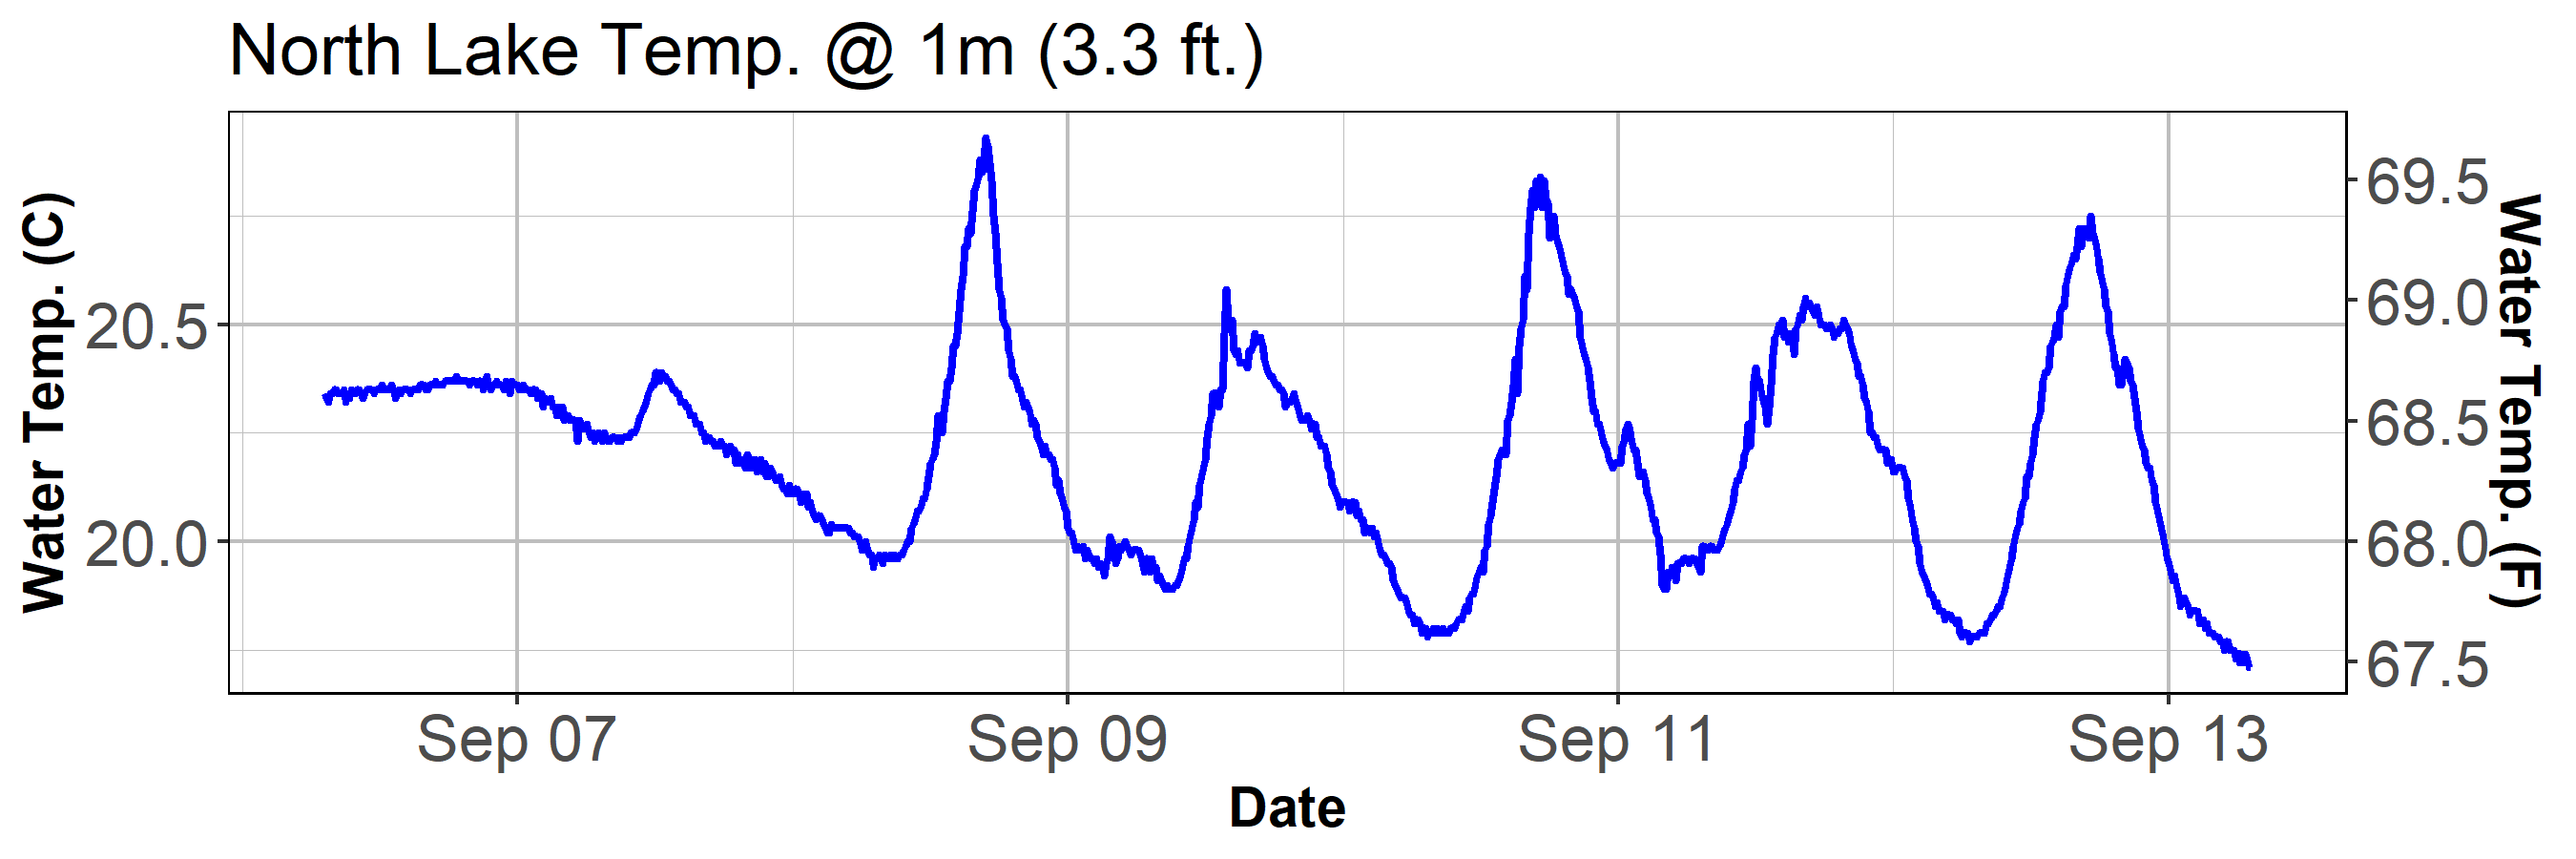 North Lake Temp. @ 1m (3.3 ft.)
Water Temp. (C)
20.5
20.0
69.5
69.0
68.5
68.0
67.5
Water Temp. (F)
Sep 07 Sep 09 Sep 11 Sep 13
Date